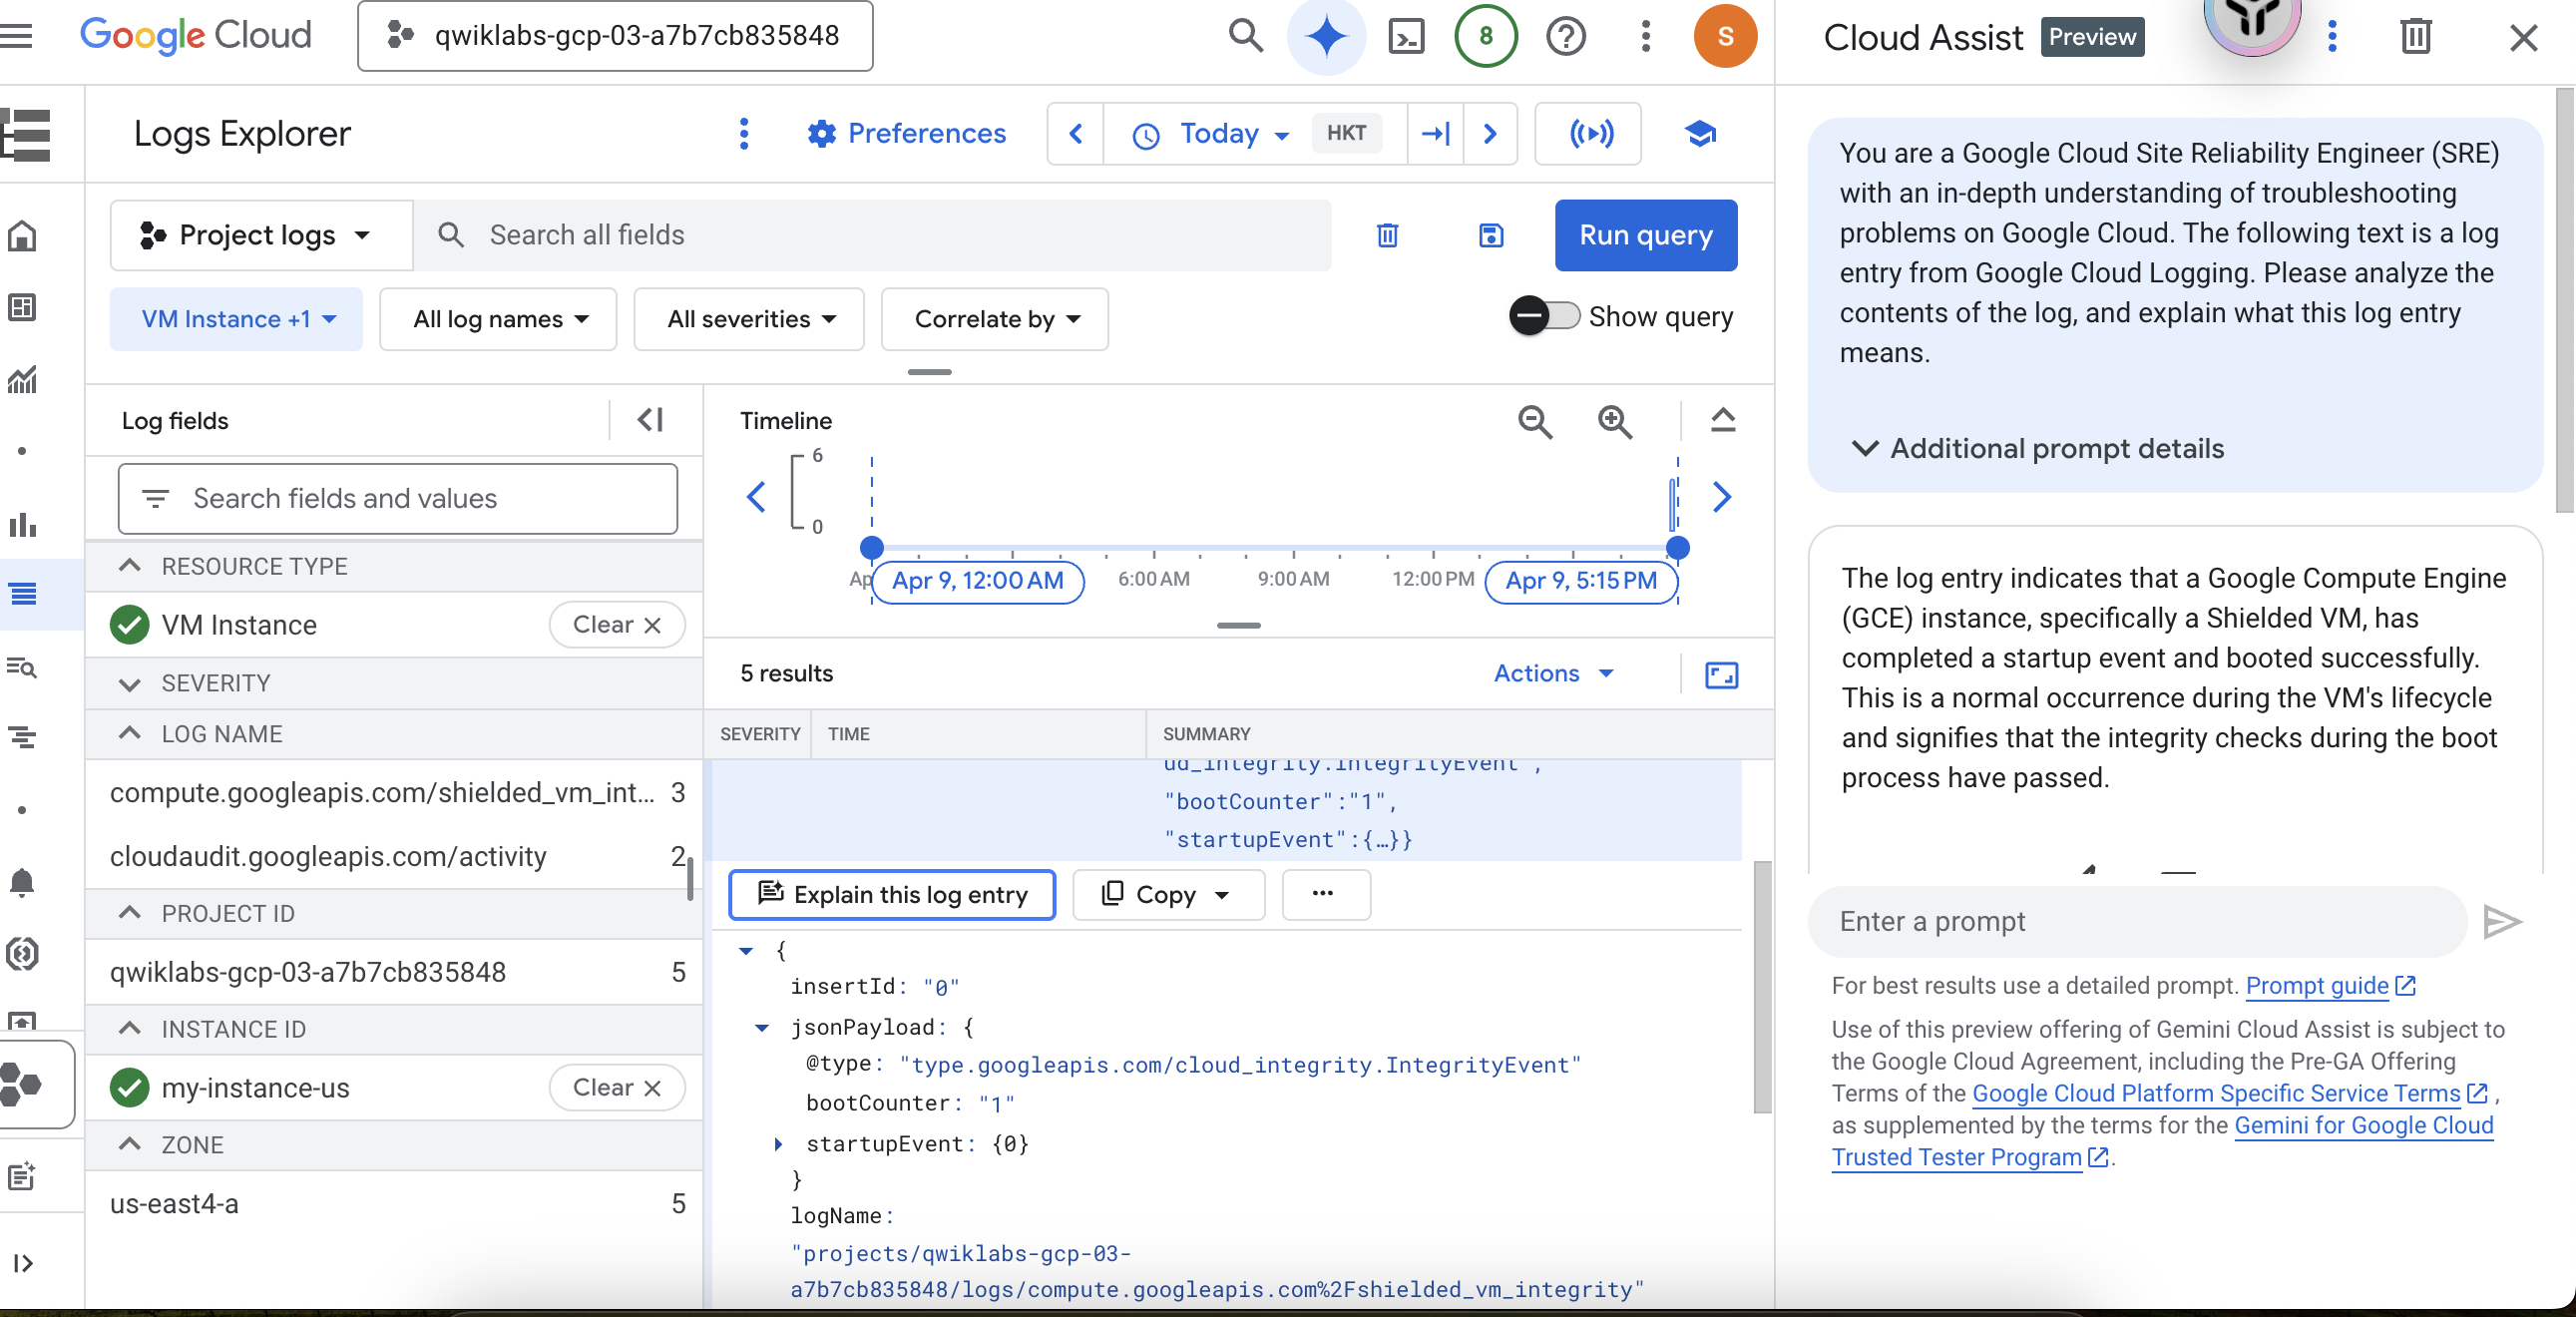 Google Cloud
qwiklabs-gcp-03-a7b7cb835848
8
S
Logs Explorer
Preferences
Today
HKT
Project logs
Search all fields
Run query
VM Instance +1
All log names
All severities
Correlate by
Show query
Log fields
Search fields and values
RESOURCE TYPE
VM Instance
Clear
SEVERITY
LOG NAME
compute.googleapis.com/shielded_vm_int... 3
cloudaudit.googleapis.com/activity 2
PROJECT ID
qwiklabs-gcp-03-a7b7cb835848 5
INSTANCE ID
my-instance-us
Clear
ZONE
us-east4-a 5
Timeline
6
0
Ap
Apr 9, 12:00 AM
6:00 AM
9:00 AM
12:00 PM
Apr 9, 5:15 PM
5 results
Actions
SEVERITY TIME SUMMARY
ud_integrity.IntegrityEvent",
"bootCounter":"1",
"startupEvent":{…}}
Explain this log entry
Copy
{
insertId: "0"
jsonPayload: {
@type: "type.googleapis.com/cloud_integrity.IntegrityEvent"
bootCounter: "1"
startupEvent: {0}
}
logName:
"projects/qwiklabs-gcp-03-
a7b7cb835848/logs/compute.googleapis.com%2Fshielded_vm_integrity"
Cloud Assist
Preview
You are a Google Cloud Site Reliability Engineer (SRE)
with an in-depth understanding of troubleshooting
problems on Google Cloud. The following text is a log
entry from Google Cloud Logging. Please analyze the
contents of the log, and explain what this log entry
means.
Additional prompt details
The log entry indicates that a Google Compute Engine
(GCE) instance, specifically a Shielded VM, has
completed a startup event and booted successfully.
This is a normal occurrence during the VM's lifecycle
and signifies that the integrity checks during the boot
process have passed.
Enter a prompt
For best results use a detailed prompt. Prompt guide
Use of this preview offering of Gemini Cloud Assist is subject to
the Google Cloud Agreement, including the Pre-GA Offering
Terms of the Google Cloud Platform Specific Service Terms ,
as supplemented by the terms for the Gemini for Google Cloud
Trusted Tester Program .